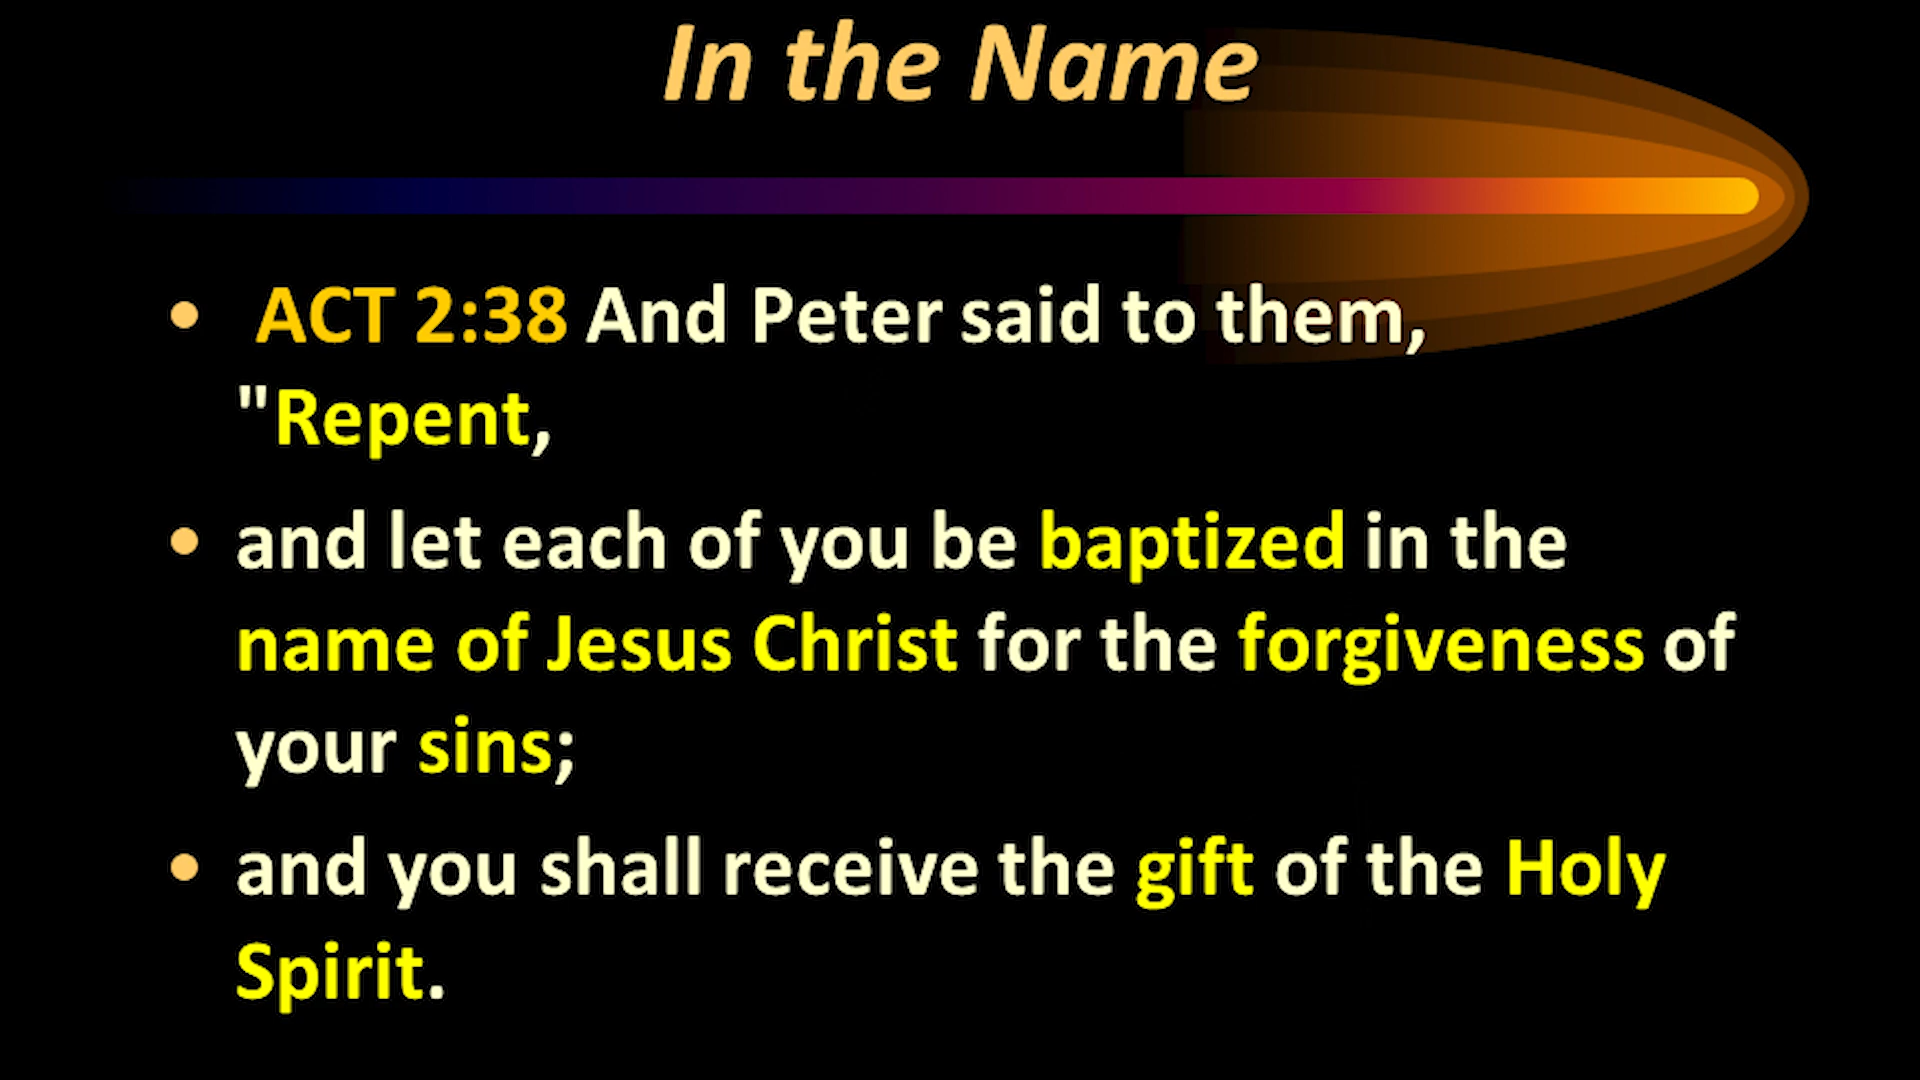 In the Name
• ACT 2:38 And Peter said to them,
"Repent,
• and let each of you be baptized in the
name of Jesus Christ for the forgiveness of
your sins;
• and you shall receive the gift of the Holy
Spirit.